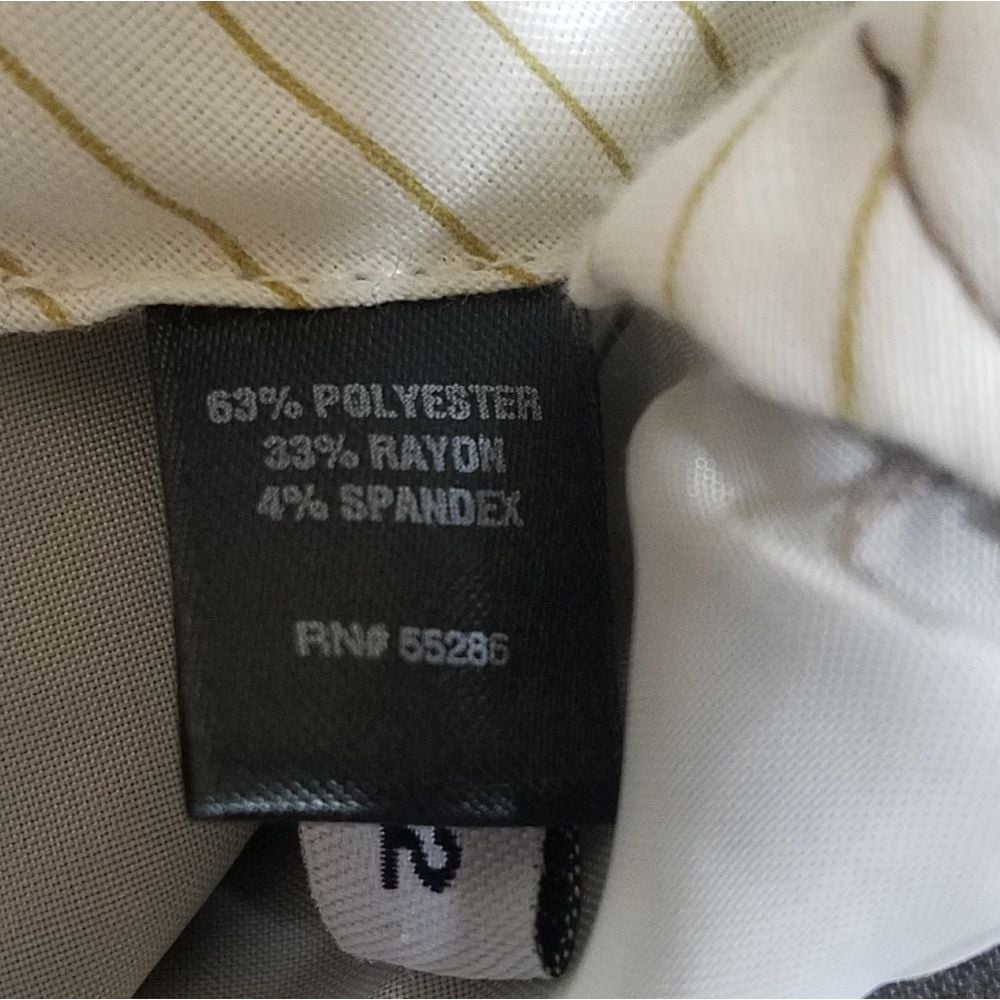 63% POLYESTER
33% RAYON
4% SPANDEX
RN# 55286